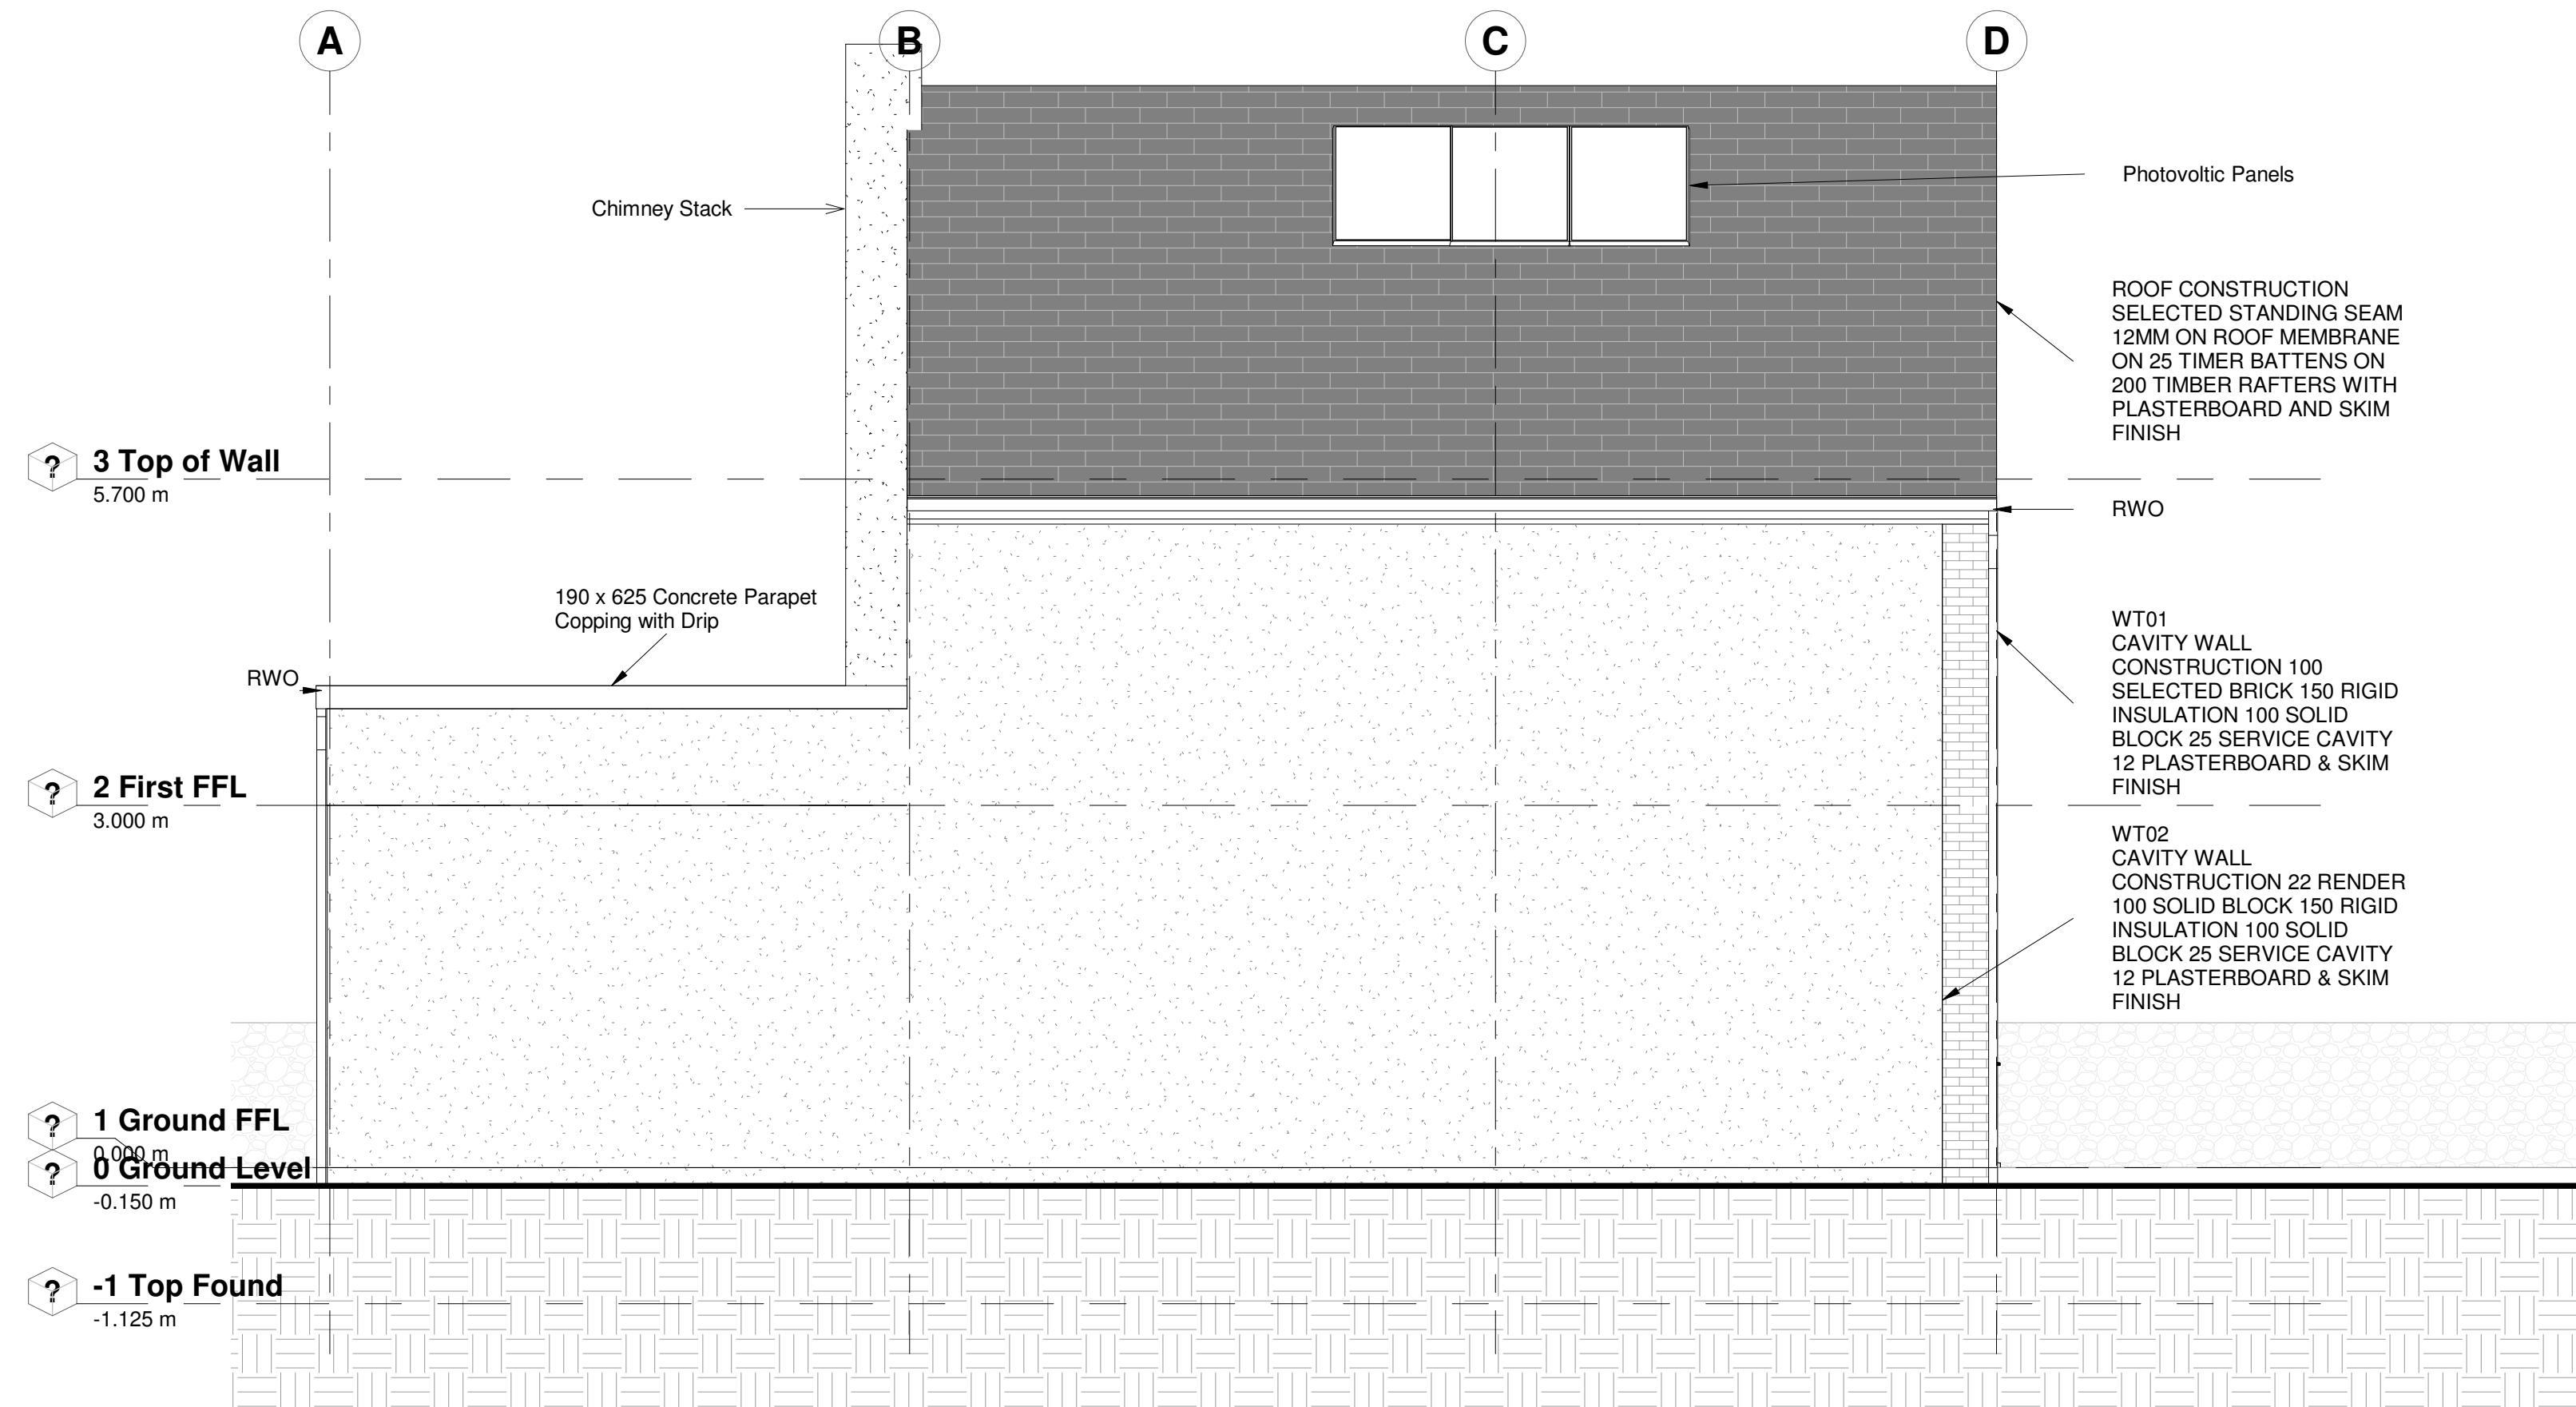 A
B
C
D
Chimney Stack
Photovoltic Panels
ROOF CONSTRUCTION
SELECTED STANDING SEAM
12MM ON ROOF MEMBRANE
ON 25 TIMER BATTENS ON
200 TIMBER RAFTERS WITH
PLASTERBOARD AND SKIM
FINISH
?
3 Top of Wall
5.700 m
RWO
190 x 625 Concrete Parapet
Copping with Drip
RWO
WT01
CAVITY WALL
CONSTRUCTION 100
SELECTED BRICK 150 RIGID
INSULATION 100 SOLID
BLOCK 25 SERVICE CAVITY
12 PLASTERBOARD & SKIM
FINISH
?
2 First FFL
3.000 m
WT02
CAVITY WALL
CONSTRUCTION 22 RENDER
100 SOLID BLOCK 150 RIGID
INSULATION 100 SOLID
BLOCK 25 SERVICE CAVITY
12 PLASTERBOARD & SKIM
FINISH
?
1 Ground FFL
0.000 m
?
0 Ground Level
-0.150 m
?
-1 Top Found
-1.125 m